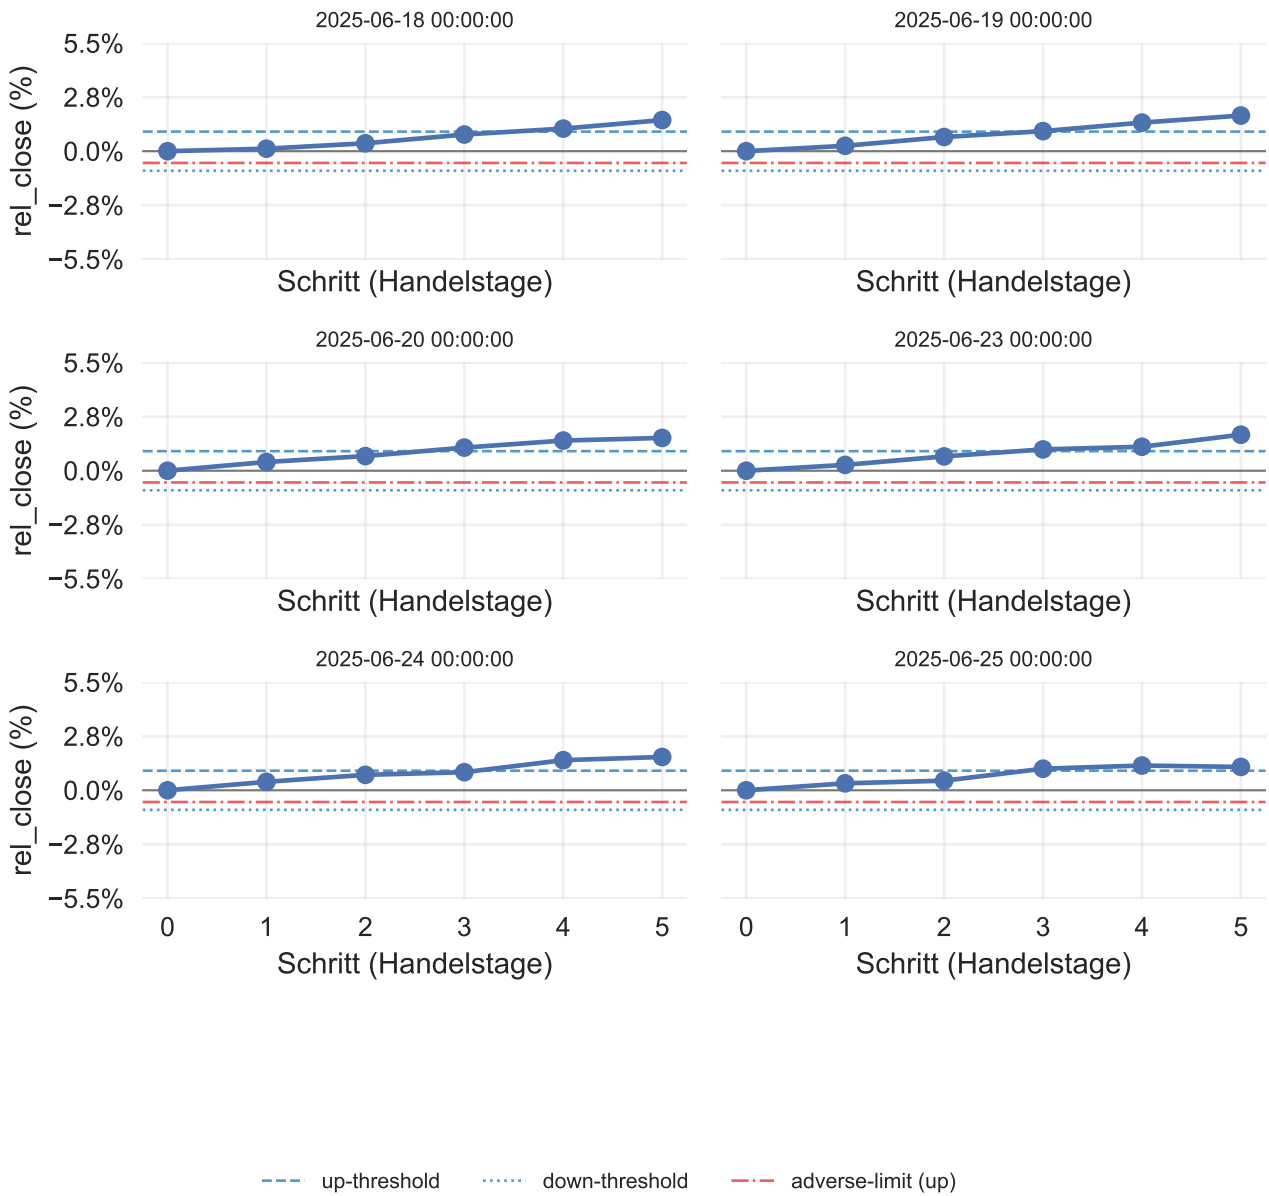 2025-06-18 00:00:00
2025-06-19 00:00:00
5.5%
2.8%
0.0%
−2.8%
−5.5%
rel_close (%)
Schritt (Handelstage)
Schritt (Handelstage)
2025-06-20 00:00:00
2025-06-23 00:00:00
5.5%
2.8%
0.0%
−2.8%
−5.5%
rel_close (%)
Schritt (Handelstage)
Schritt (Handelstage)
2025-06-24 00:00:00
2025-06-25 00:00:00
5.5%
2.8%
0.0%
−2.8%
−5.5%
rel_close (%)
0 1 2 3 4 5
0 1 2 3 4 5
Schritt (Handelstage)
Schritt (Handelstage)
up-threshold
down-threshold
adverse-limit (up)